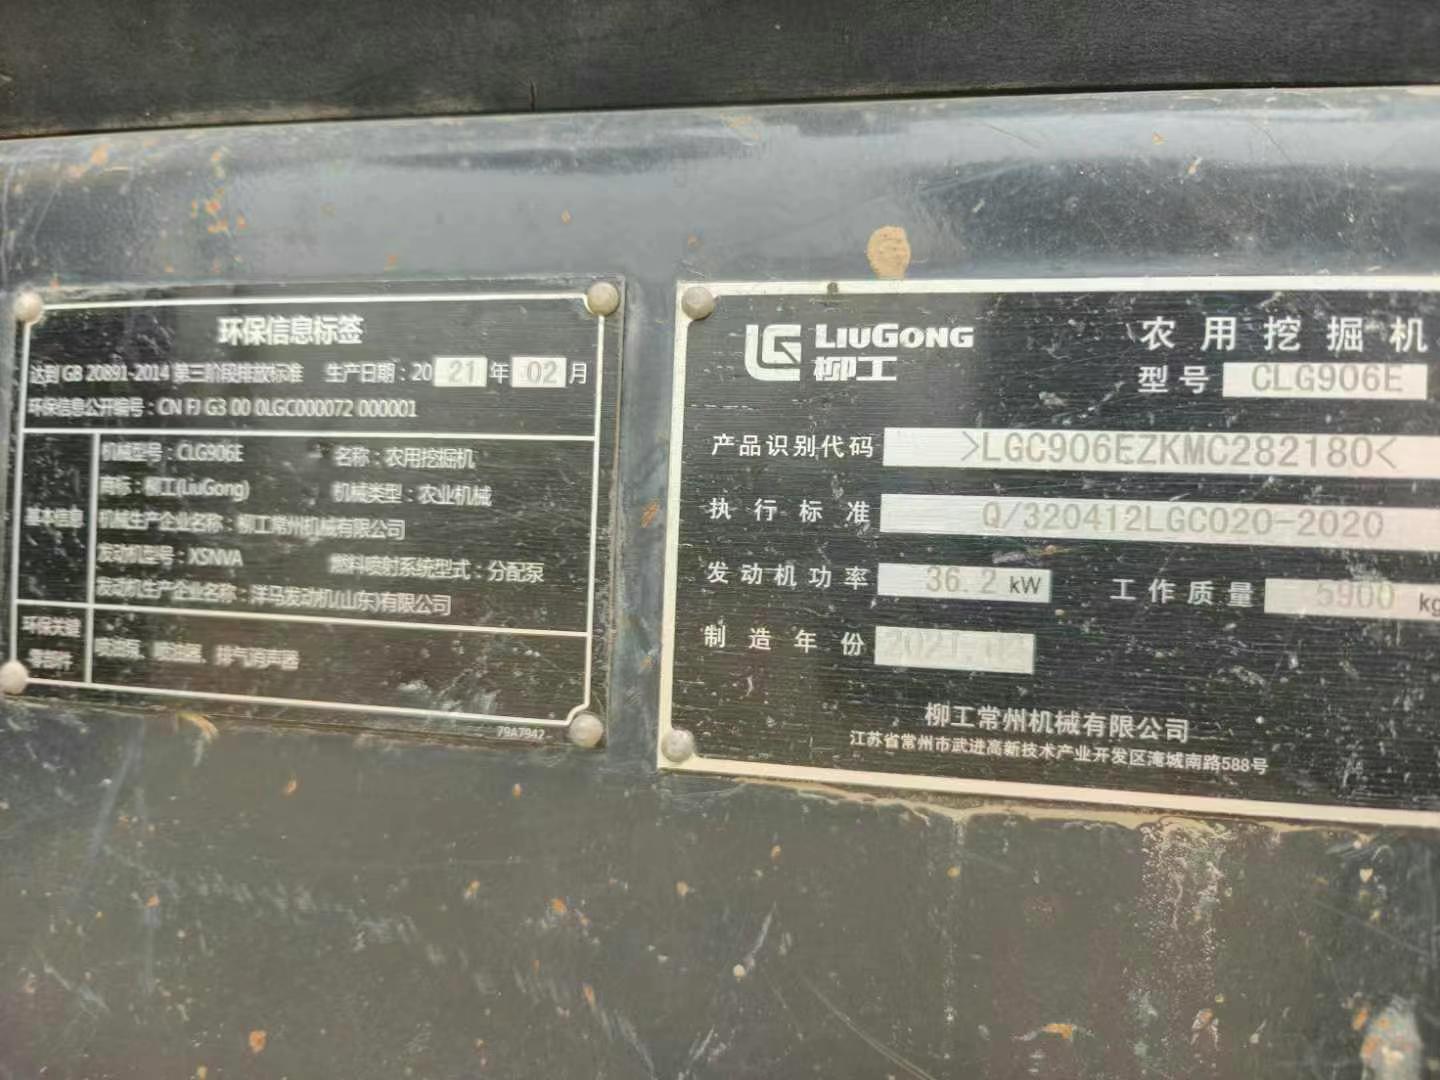 环保信息标签
达到 GB 20891-2014 第三阶段排放标准 生产日期：2021年02月
环保信息公开编号：CN FJ G3 00 0LGC000072 000001
基本信息
机械型号：CLG906E 名称：农用挖掘机
商标：柳工(LiuGong) 机械类型：农业机械
机械生产企业名称：柳工常州机械有限公司
发动机型号：XSNVA 燃料喷射系统型式：分配泵
发动机生产企业名称：洋马发动机(山东)有限公司
环保关键
零部件
喷油泵、喷油器、排气消声器
79A7942
LG LIUGONG
柳工
农用挖掘机
型号 CLG906E
产品识别代码 >LGC906EZKMC282180<
执行标准 Q/320412LGC020-2020
发动机功率 36.2 kW 工作质量 5900 kg
制造年份 2021.02
柳工常州机械有限公司
江苏省常州市武进高新技术产业开发区淹城南路588号